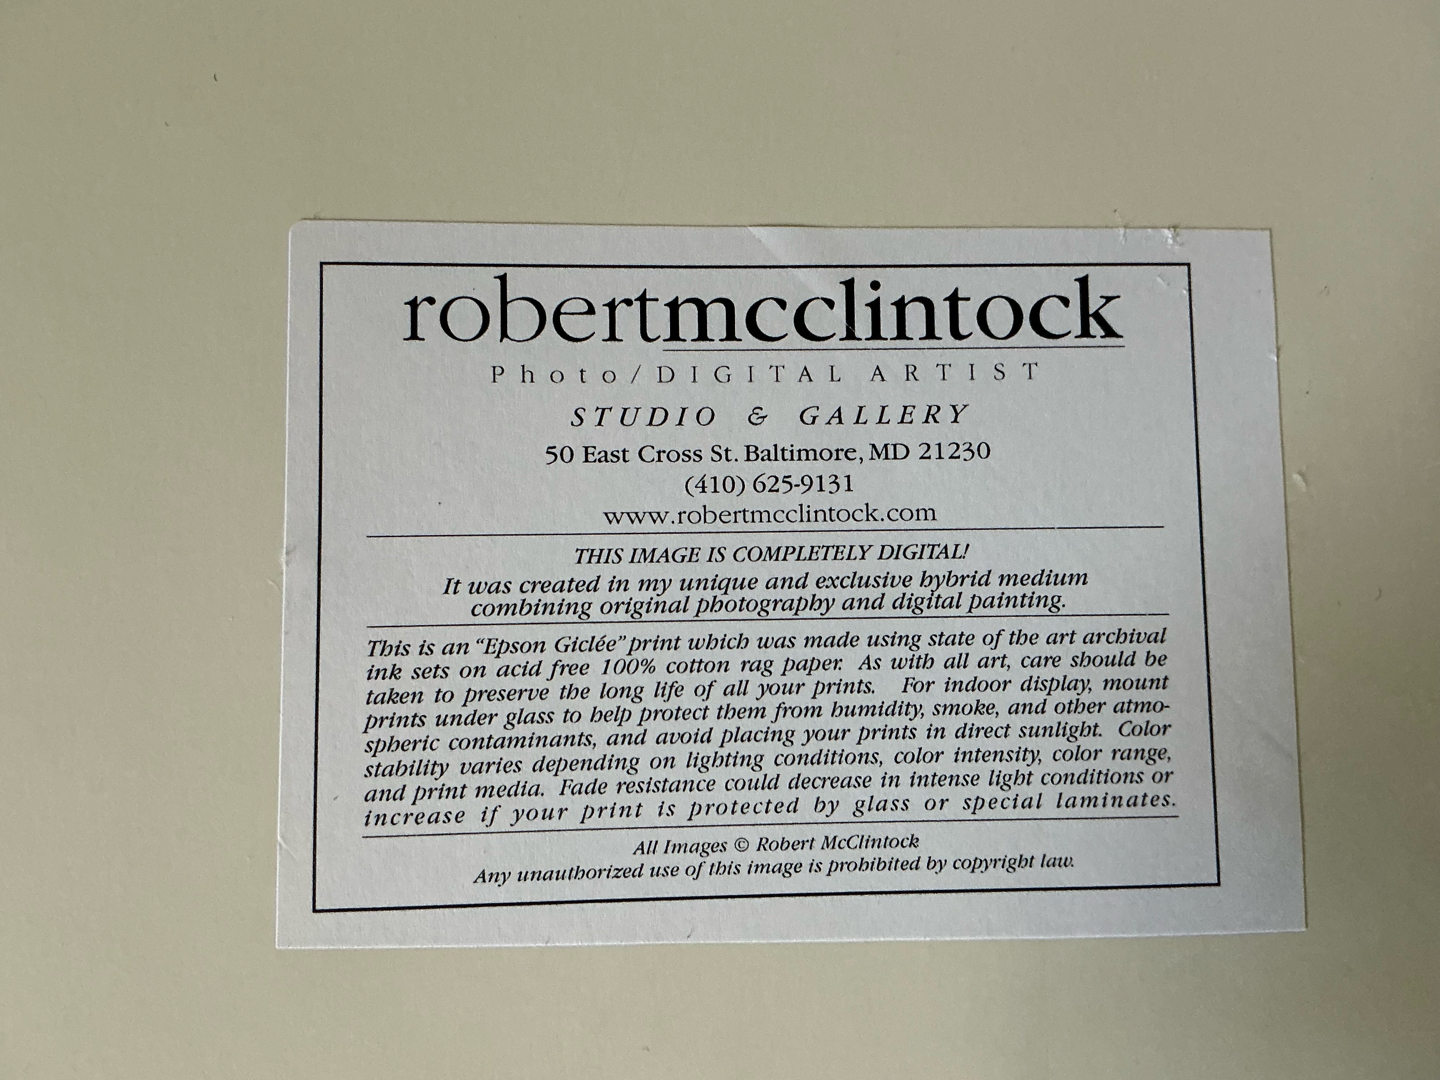 robertmcclintock
Photo/DIGITAL ARTIST
STUDIO & GALLERY
50 East Cross St. Baltimore, MD 21230
(410) 625-9131
www.robertmcclintock.com
THIS IMAGE IS COMPLETELY DIGITAL!
It was created in my unique and exclusive hybrid medium
combining original photography and digital painting.
This is an “Epson Giclée” print which was made using state of the art archival
ink sets on acid free 100% cotton rag paper. As with all art, care should be
taken to preserve the long life of all your prints. For indoor display, mount
prints under glass to help protect them from humidity, smoke, and other atmo-
spheric contaminants, and avoid placing your prints in direct sunlight. Color
stability varies depending on lighting conditions, color intensity, color range,
and print media. Fade resistance could decrease in intense light conditions or
increase if your print is protected by glass or special laminates.
All Images © Robert McClintock
Any unauthorized use of this image is prohibited by copyright law.